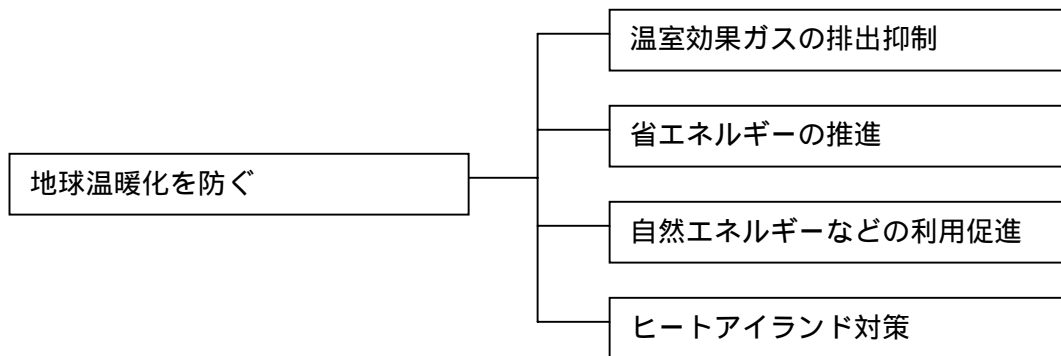 地球温暖化を防ぐ
温室効果ガスの排出抑制
省エネルギーの推進
自然エネルギーなどの利用促進
ヒートアイランド対策